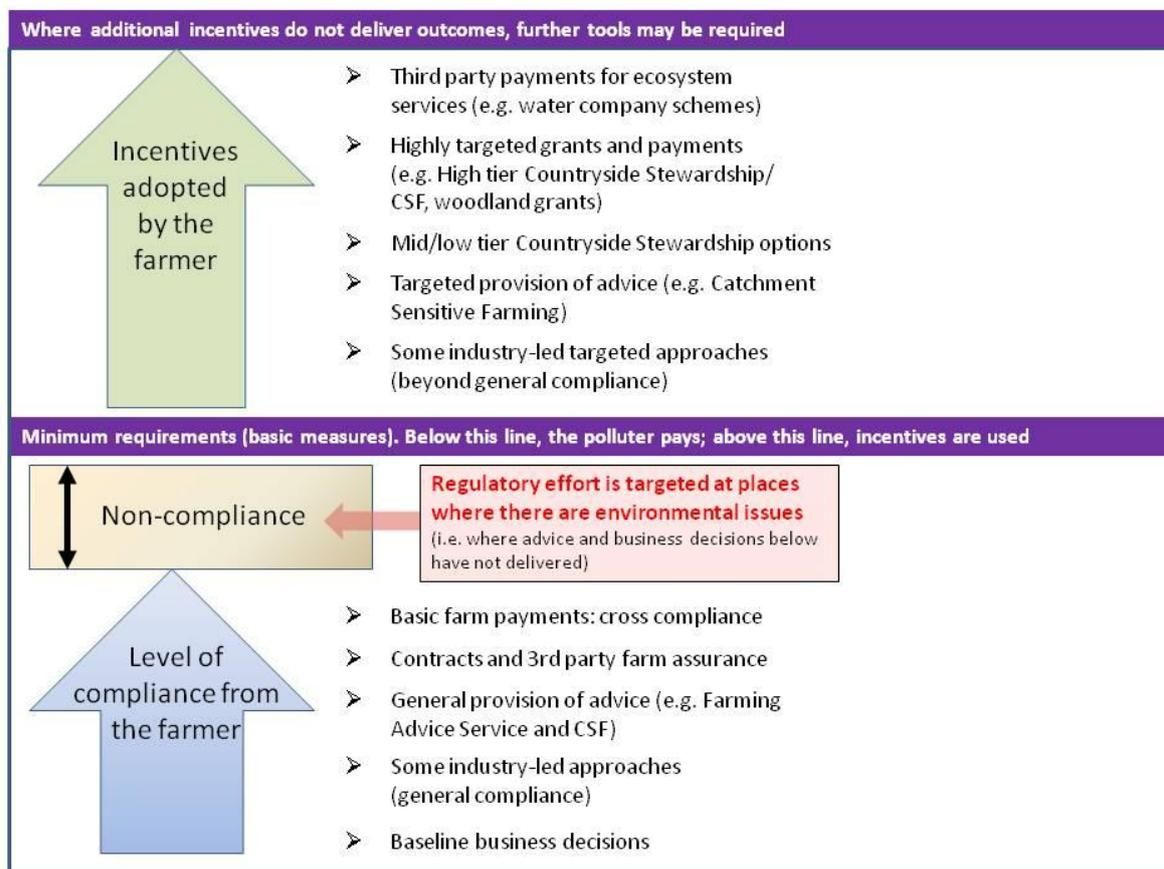 Where additional incentives do not deliver outcomes, further tools may be required
Incentives
adopted
by the
farmer
➤ Third party payments for ecosystem
services (e.g. water company schemes)
➤ Highly targeted grants and payments
(e.g. High tier Countryside Stewardship/
CSF, woodland grants)
➤ Mid/low tier Countryside Stewardship options
➤ Targeted provision of advice (e.g. Catchment
Sensitive Farming)
➤ Some industry-led targeted approaches
(beyond general compliance)
Minimum requirements (basic measures). Below this line, the polluter pays; above this line, incentives are used
Non-compliance
Regulatory effort is targeted at places
where there are environmental issues
(i.e. where advice and business decisions below
have not delivered)
Level of
compliance from
the farmer
➤ Basic farm payments: cross compliance
➤ Contracts and 3rd party farm assurance
➤ General provision of advice (e.g. Farming
Advice Service and CSF)
➤ Some industry-led approaches
(general compliance)
➤ Baseline business decisions